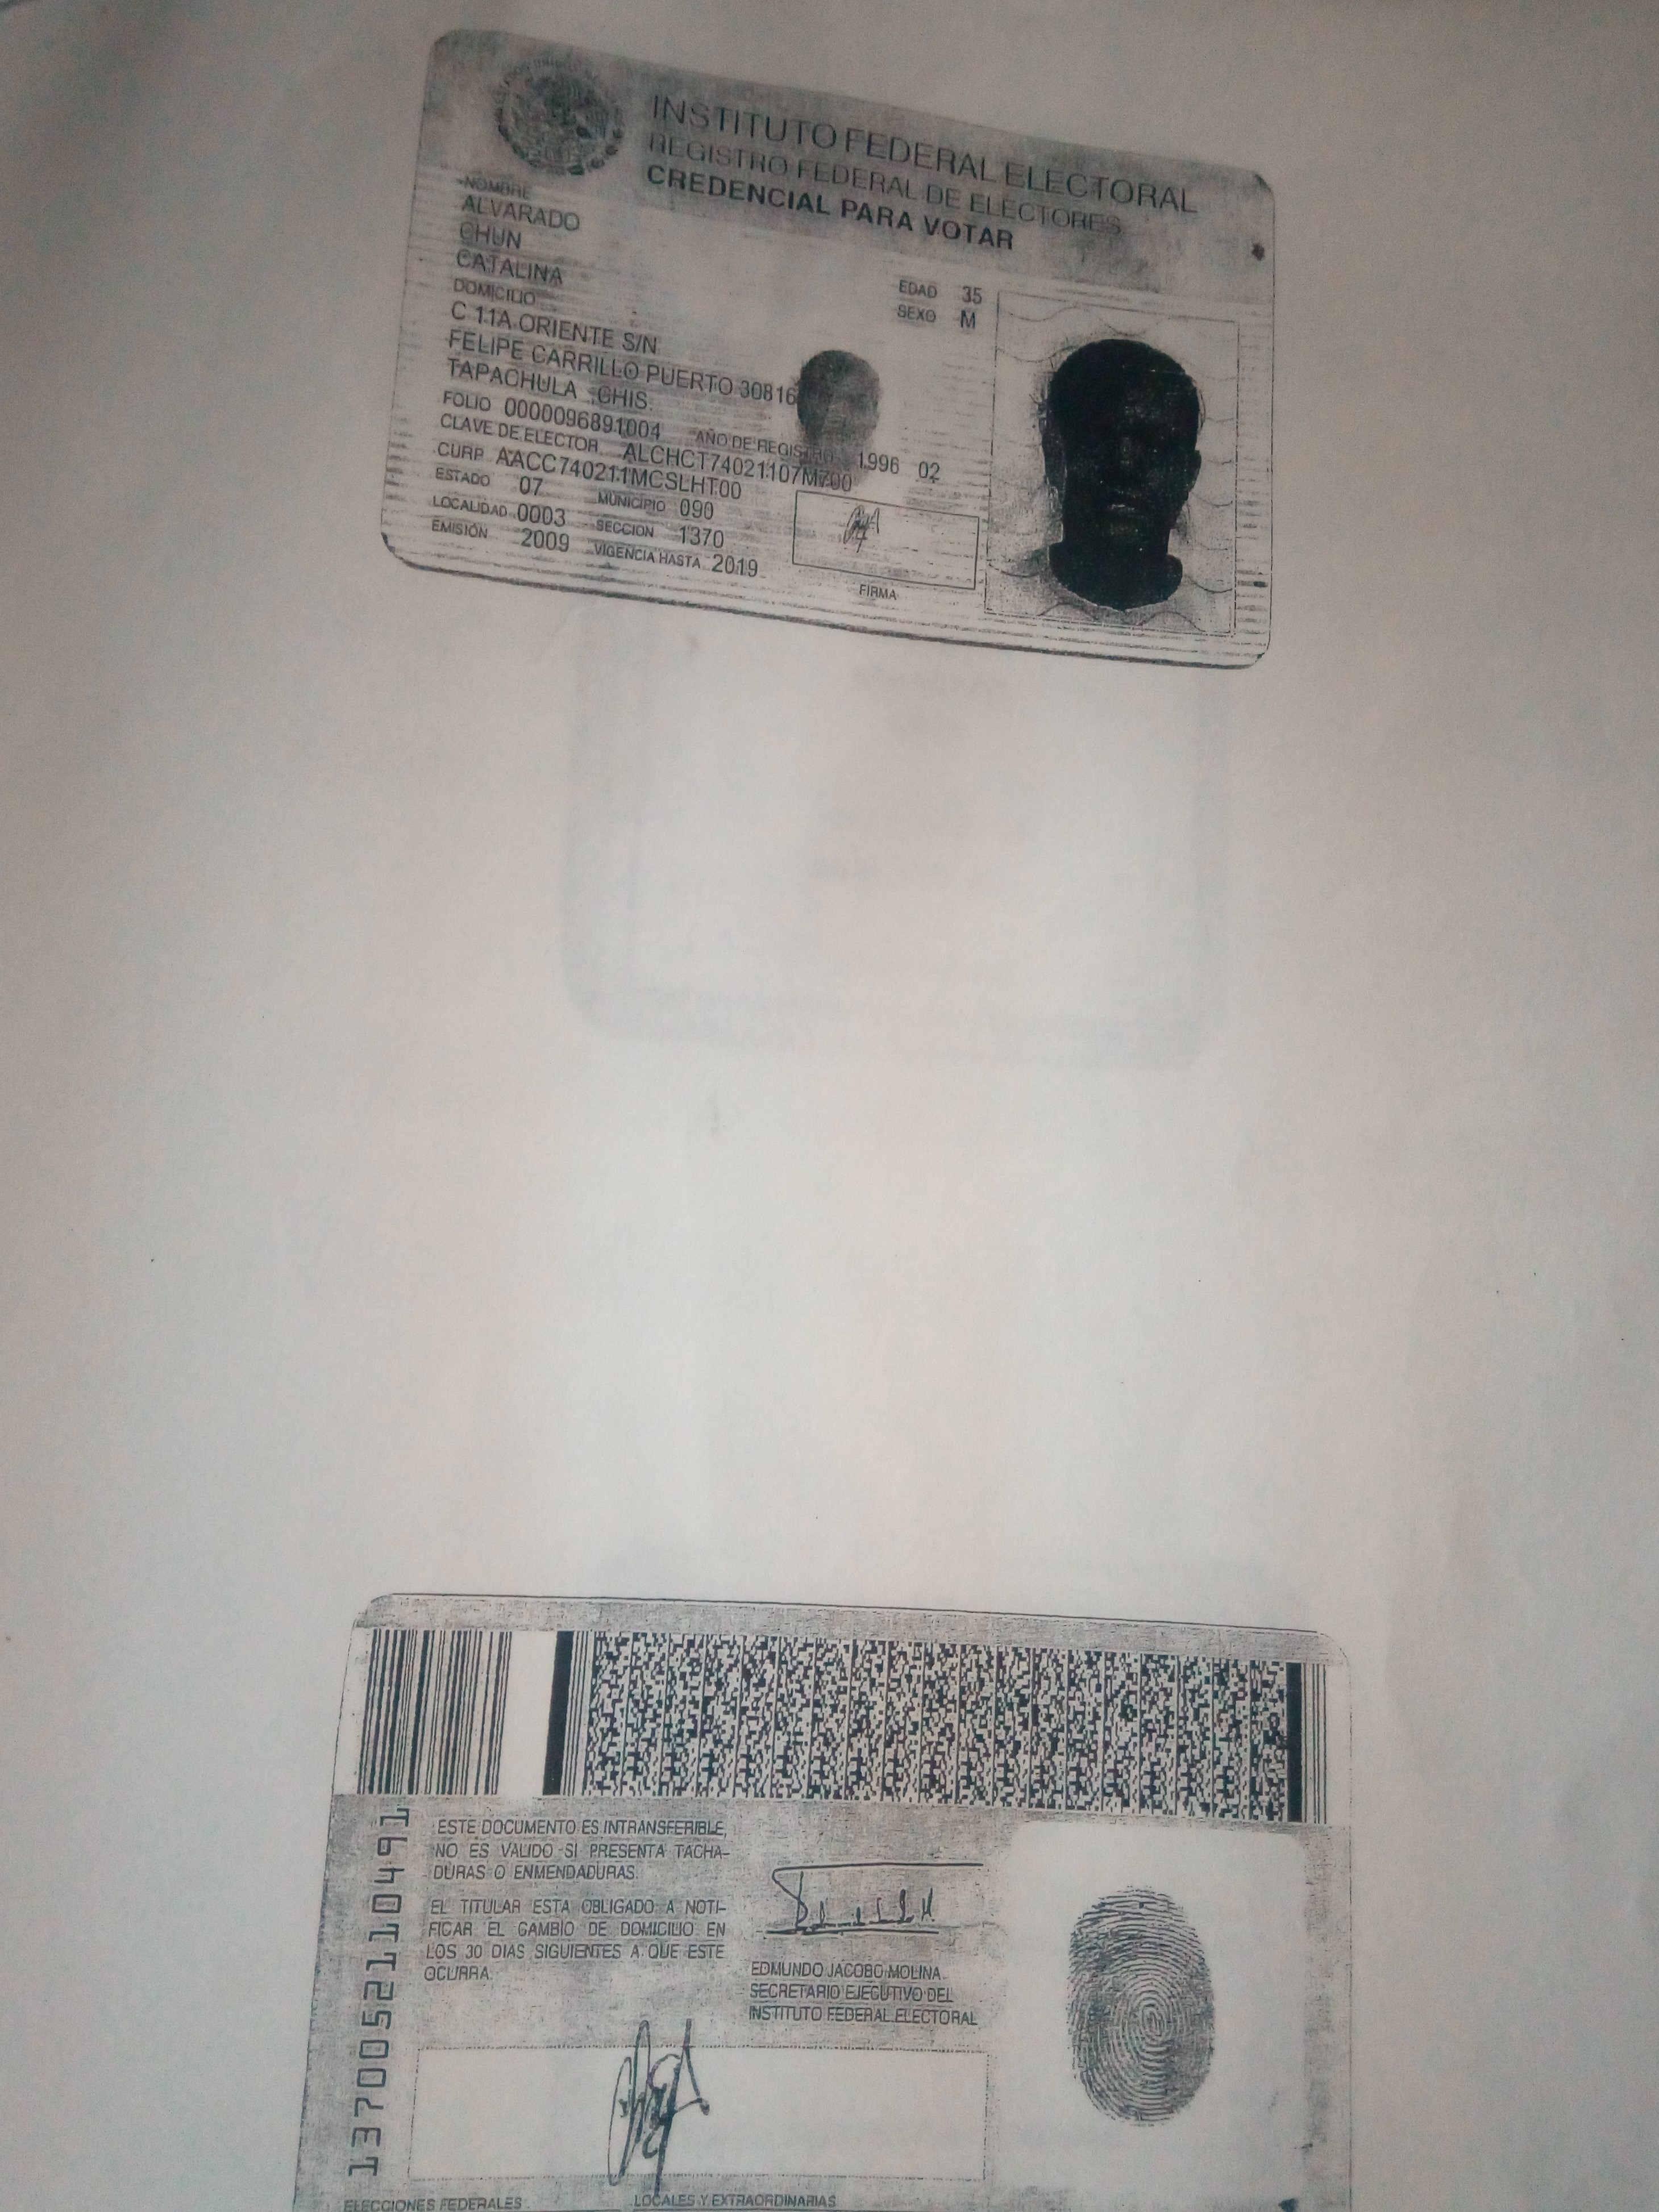 INSTITUTO FEDERAL ELECTORAL
REGISTRO FEDERAL DE ELECTORES
CREDENCIAL PARA VOTAR
NOMBRE
ALVARADO
CHUN
CATALINA
EDAD 35
SEXO M
DOMICILIO
C 11A ORIENTE S/N
FELIPE CARRILLO PUERTO 30816
TAPACHULA ,CHIS.
FOLIO 0000096891004 AÑO DE REGISTRO 1996 02
CLAVE DE ELECTOR ALCHCT74021107M700
CURP AACC740211MCSLHT00
ESTADO 07 MUNICIPIO 090
LOCALIDAD 0003 SECCION 1370
EMISIÓN 2009 VIGENCIA HASTA 2019
FIRMA
1370052110491
ESTE DOCUMENTO ES INTRANSFERIBLE,
NO ES VALIDO SI PRESENTA TACHA-
DURAS O ENMENDADURAS.
EL TITULAR ESTA OBLIGADO A NOTI-
FICAR EL CAMBIO DE DOMICILIO EN
LOS 30 DIAS SIGUIENTES A QUE ESTE
OCURRA.
EDMUNDO JACOBO MOLINA
SECRETARIO EJECUTIVO DEL
INSTITUTO FEDERAL ELECTORAL
ELECCIONES FEDERALES LOCALES Y EXTRAORDINARIAS